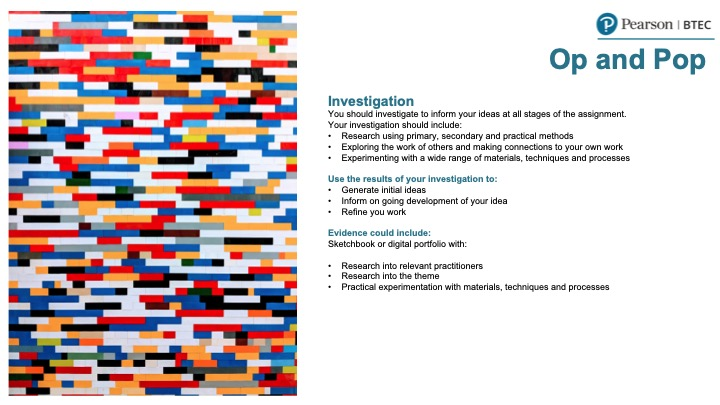 Pearson | BTEC
Op and Pop
Investigation
You should investigate to inform your ideas at all stages of the assignment.
Your investigation should include:
• Research using primary, secondary and practical methods
• Exploring the work of others and making connections to your own work
• Experimenting with a wide range of materials, techniques and processes
Use the results of your investigation to:
• Generate initial ideas
• Inform on going development of your idea
• Refine you work
Evidence could include:
Sketchbook or digital portfolio with:
• Research into relevant practitioners
• Research into the theme
• Practical experimentation with materials, techniques and processes